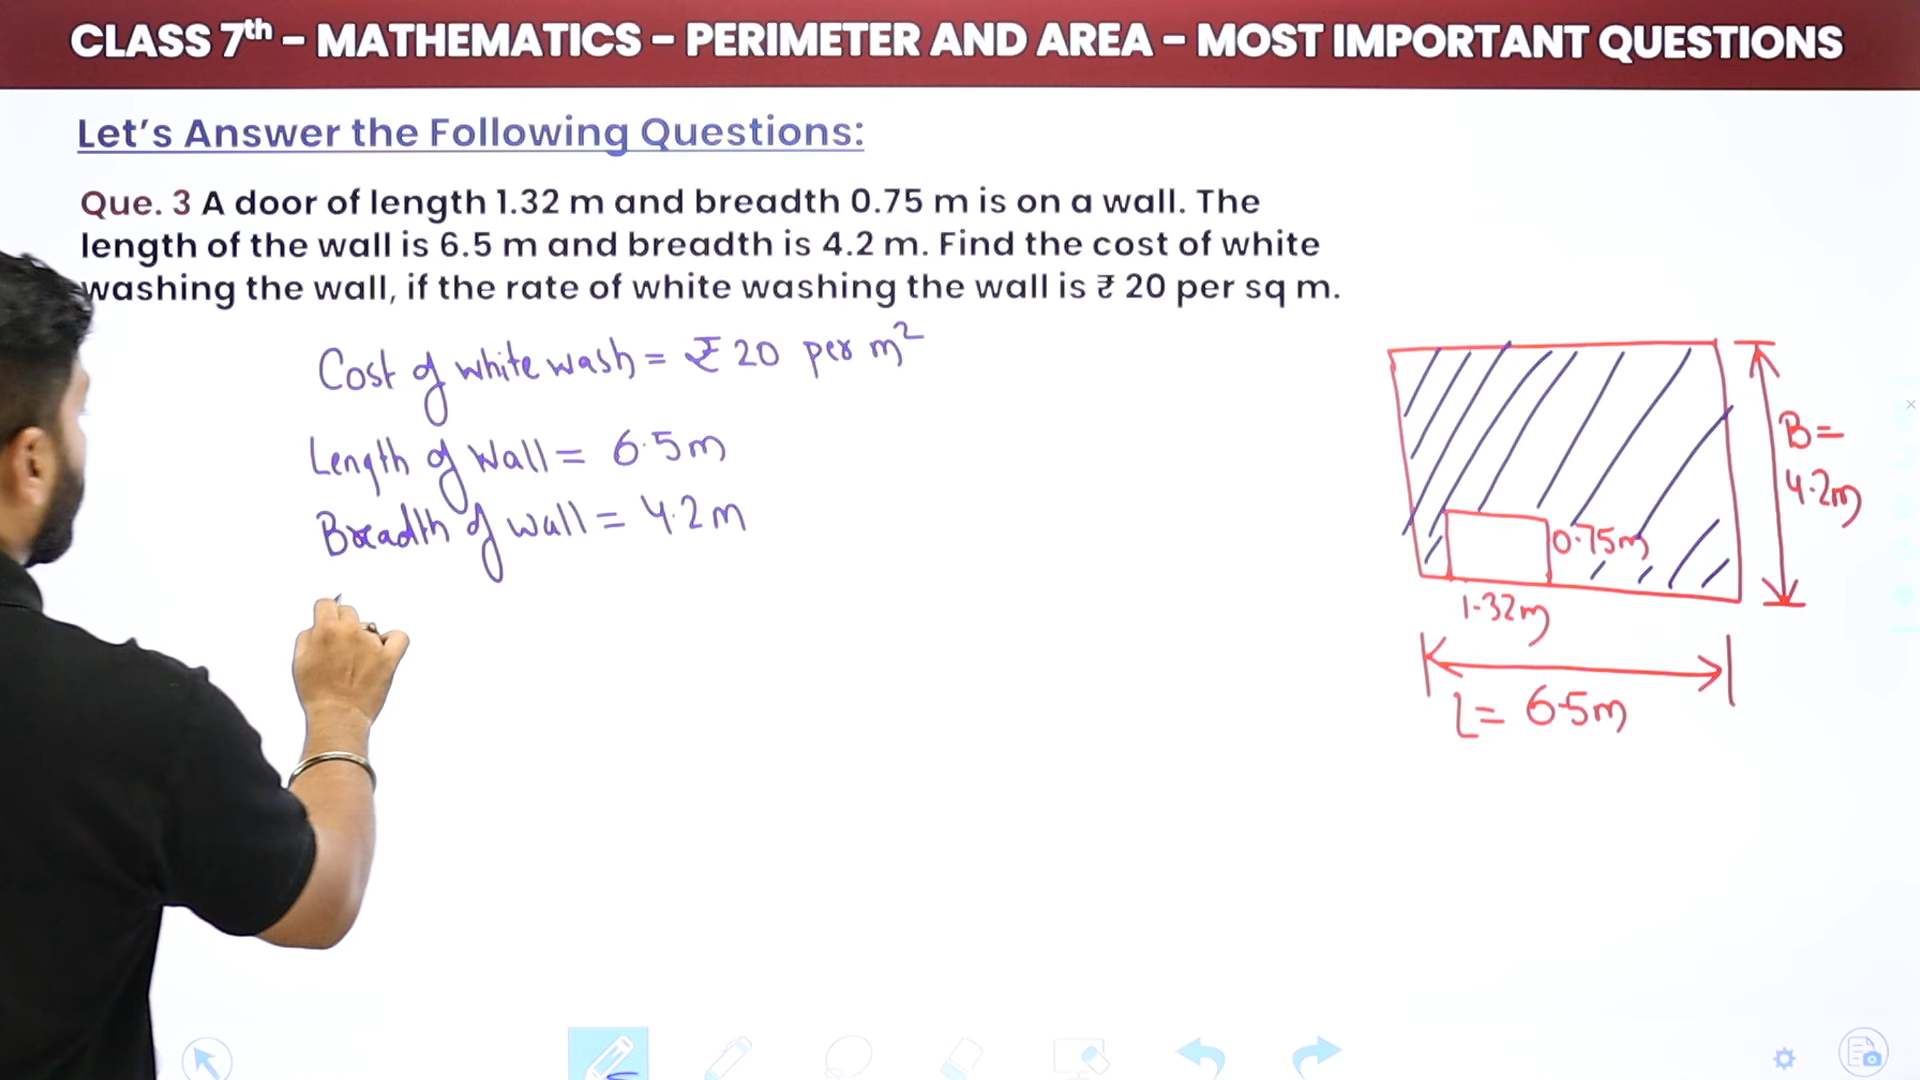 CLASS 7th – MATHEMATICS – PERIMETER AND AREA – MOST IMPORTANT QUESTIONS
Let’s Answer the Following Questions:
Que. 3 A door of length 1.32 m and breadth 0.75 m is on a wall. The
length of the wall is 6.5 m and breadth is 4.2 m. Find the cost of white
washing the wall, if the rate of white washing the wall is ₹ 20 per sq m.
Cost of white wash = ₹ 20 per m²
Length of Wall = 6.5m
Breadth of wall = 4.2 m
B=
4.2m
0.75m
1.32m
L= 6.5m